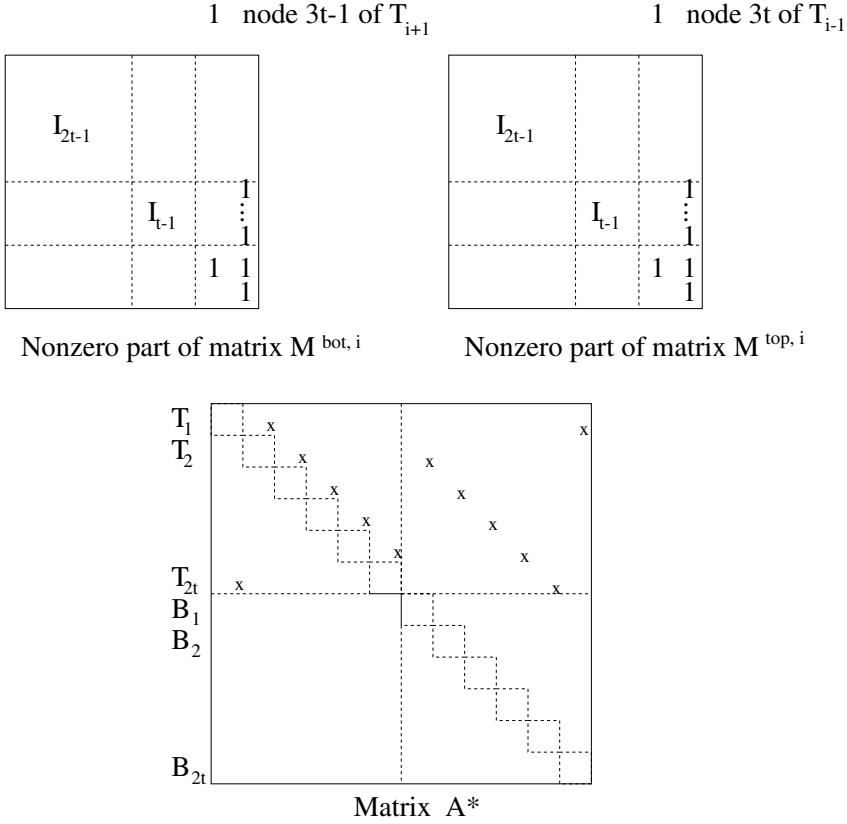 1 node 3t-1 of T_{i+1}
1 node 3t of T_{i-1}
I_{2t-1}
1
I_{t-1}
⋮
1
1 1
1
I_{2t-1}
1
I_{t-1}
⋮
1
1 1
1
Nonzero part of matrix M^{bot, i}
Nonzero part of matrix M^{top, i}
T_1
x
x
T_2
x
x
x
x
x
x
x
x
T_{2t}
x
x
B_1
B_2
B_{2t}
Matrix A*